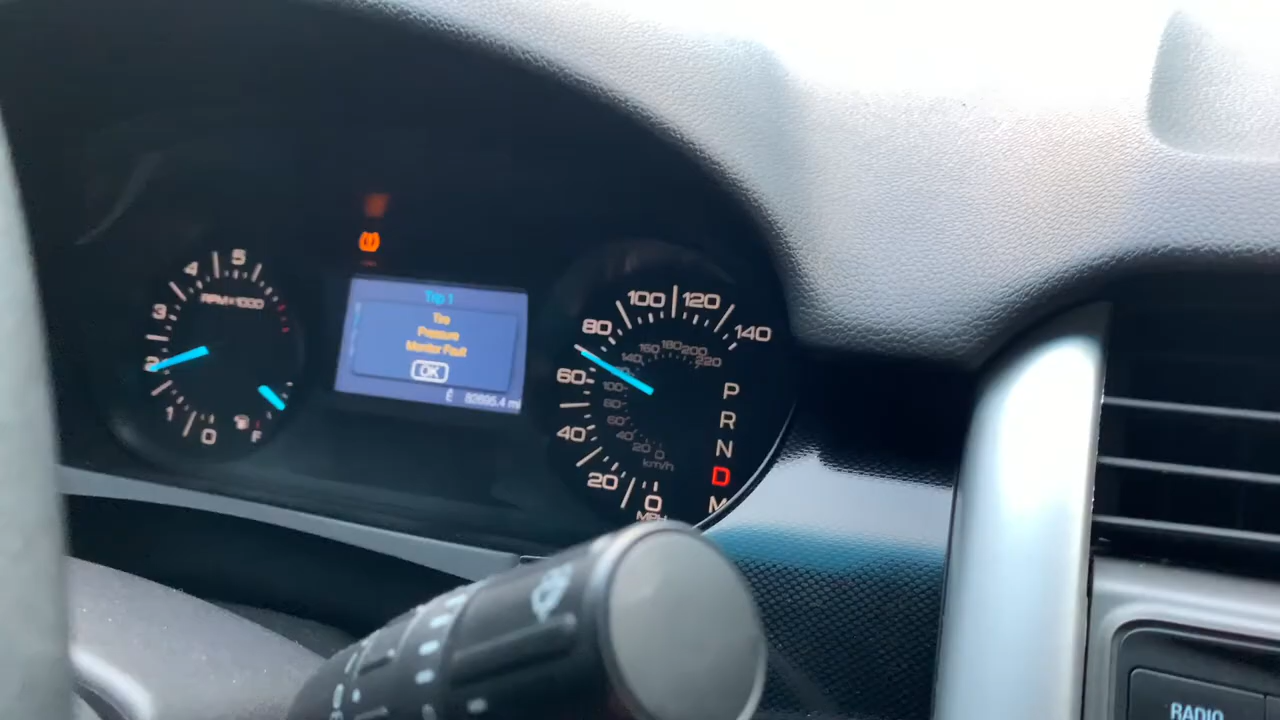 5
4
RPM×1000
3
2
1
0
F
Trip 1
Tire
Pressure
Monitor Fault
OK
E 82695.4 mi
100 120
80 140
60
40
20
0
MPH
160 180 200
140 220
100
80
60
40
20 0
km/h
P
R
N
D
M
RADIO